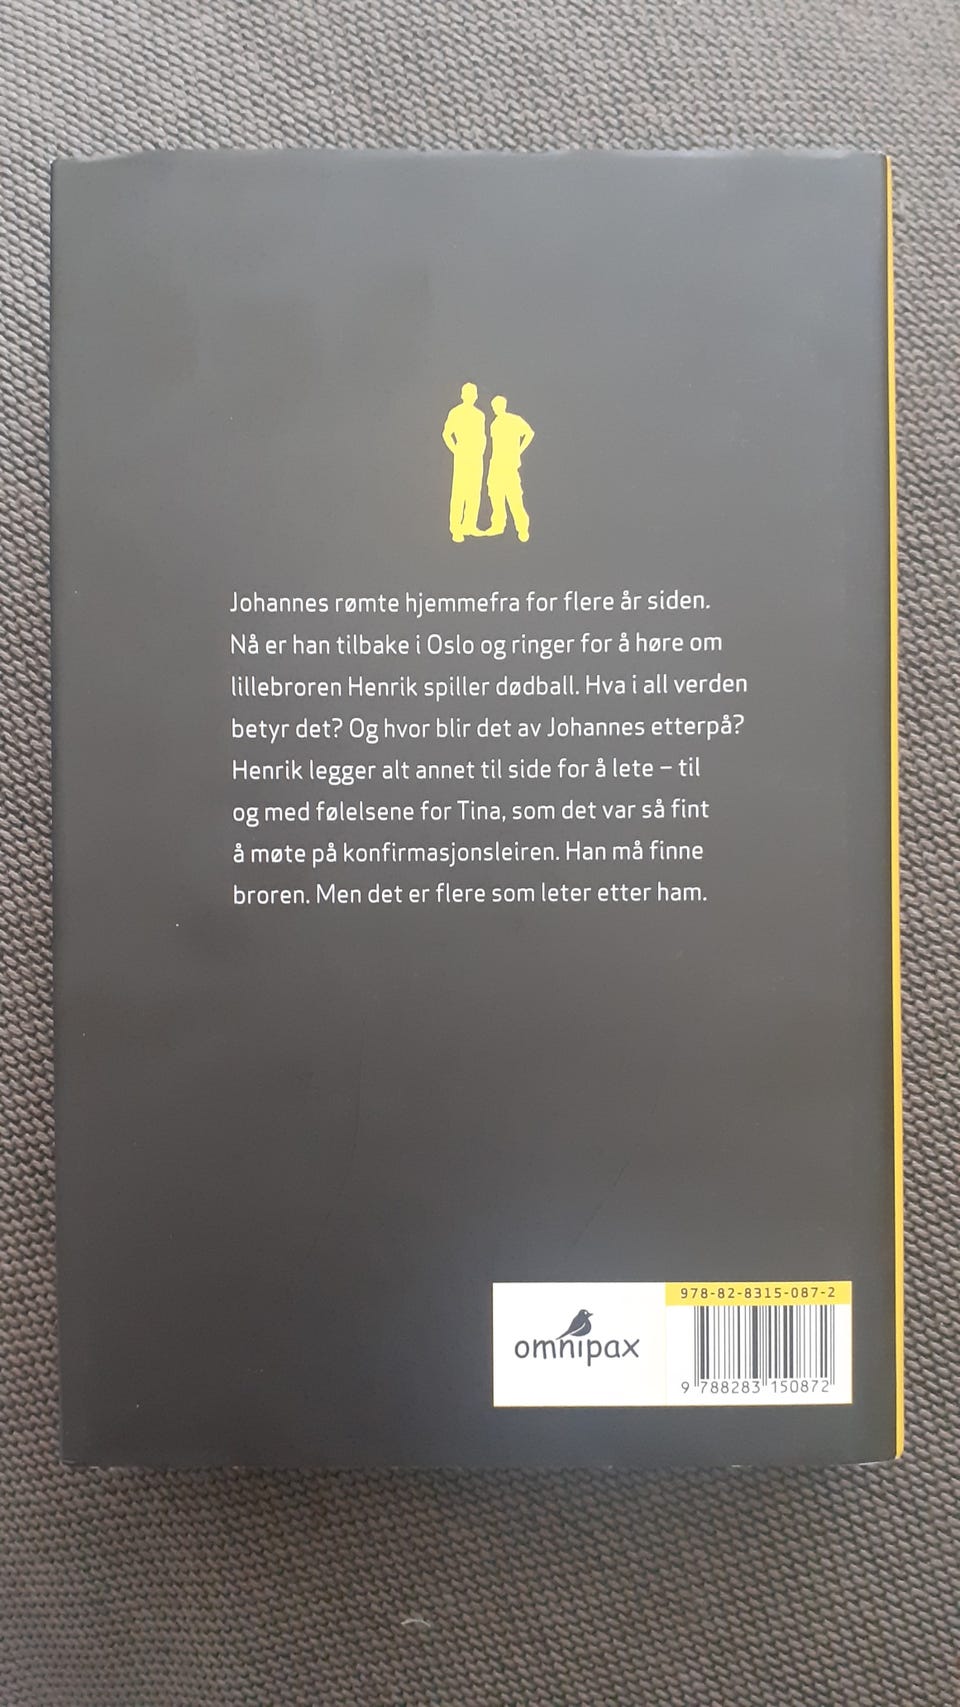 Johannes rømte hjemmefra for flere år siden.
Nå er han tilbake i Oslo og ringer for å høre om
lillebroren Henrik spiller dødball. Hva i all verden
betyr det? Og hvor blir det av Johannes etterpå?
Henrik legger alt annet til side for å lete – til
og med følelsene for Tina, som det var så fint
å møte på konfirmasjonsleiren. Han må finne
broren. Men det er flere som leter etter ham.
omnipax
978-82-8315-087-2
9 788283 150872